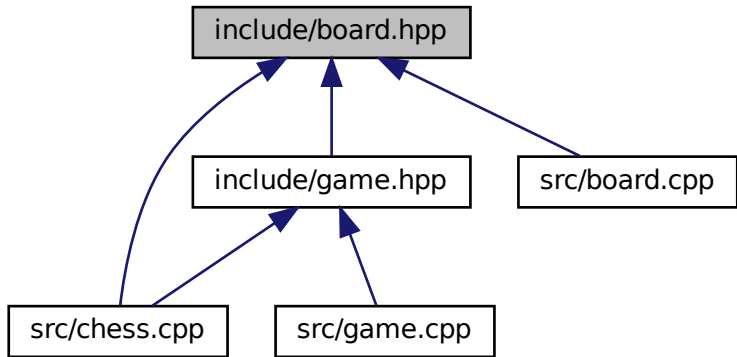 include/board.hpp
include/game.hpp
src/board.cpp
src/chess.cpp
src/game.cpp